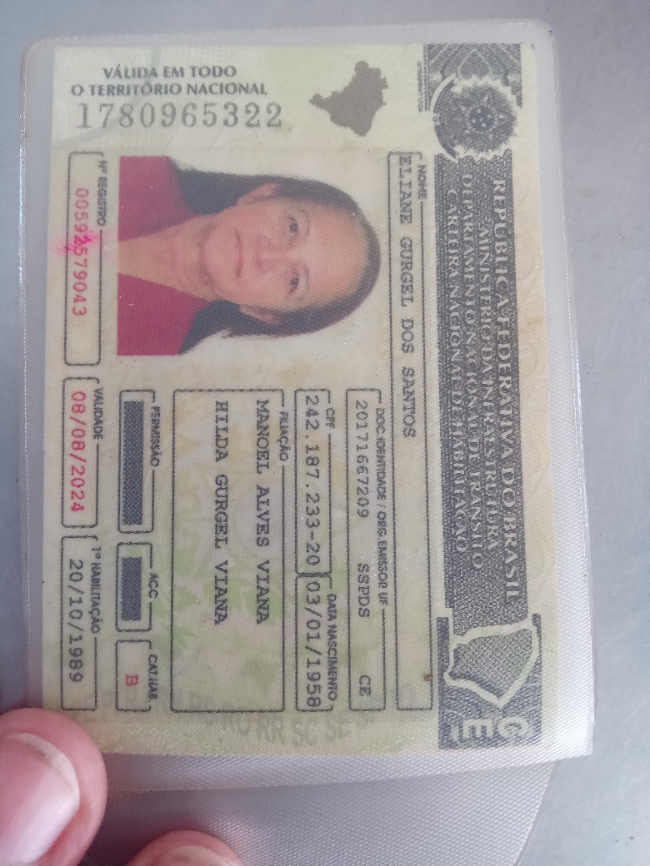 REPÚBLICA FEDERATIVA DO BRASIL
MINISTÉRIO DA INFRAESTRUTURA
DEPARTAMENTO NACIONAL DE TRÂNSITO
CARTEIRA NACIONAL DE HABILITAÇÃO
CE
NOME
ELIANE GURGEL DOS SANTOS
DOC. IDENTIDADE / ORG. EMISSOR UF
20171667209 SSPDS CE
CPF
242.187.233-20
DATA NASCIMENTO
03/01/1958
FILIAÇÃO
MANOEL ALVES VIANA
HILDA GURGEL VIANA
PERMISSÃO
ACC
CAT. HAB.
B
Nº REGISTRO
00592579043
VALIDADE
08/08/2024
1ª HABILITAÇÃO
20/10/1989
VÁLIDA EM TODO
O TERRITÓRIO NACIONAL
1780965322
RO RR SC SE